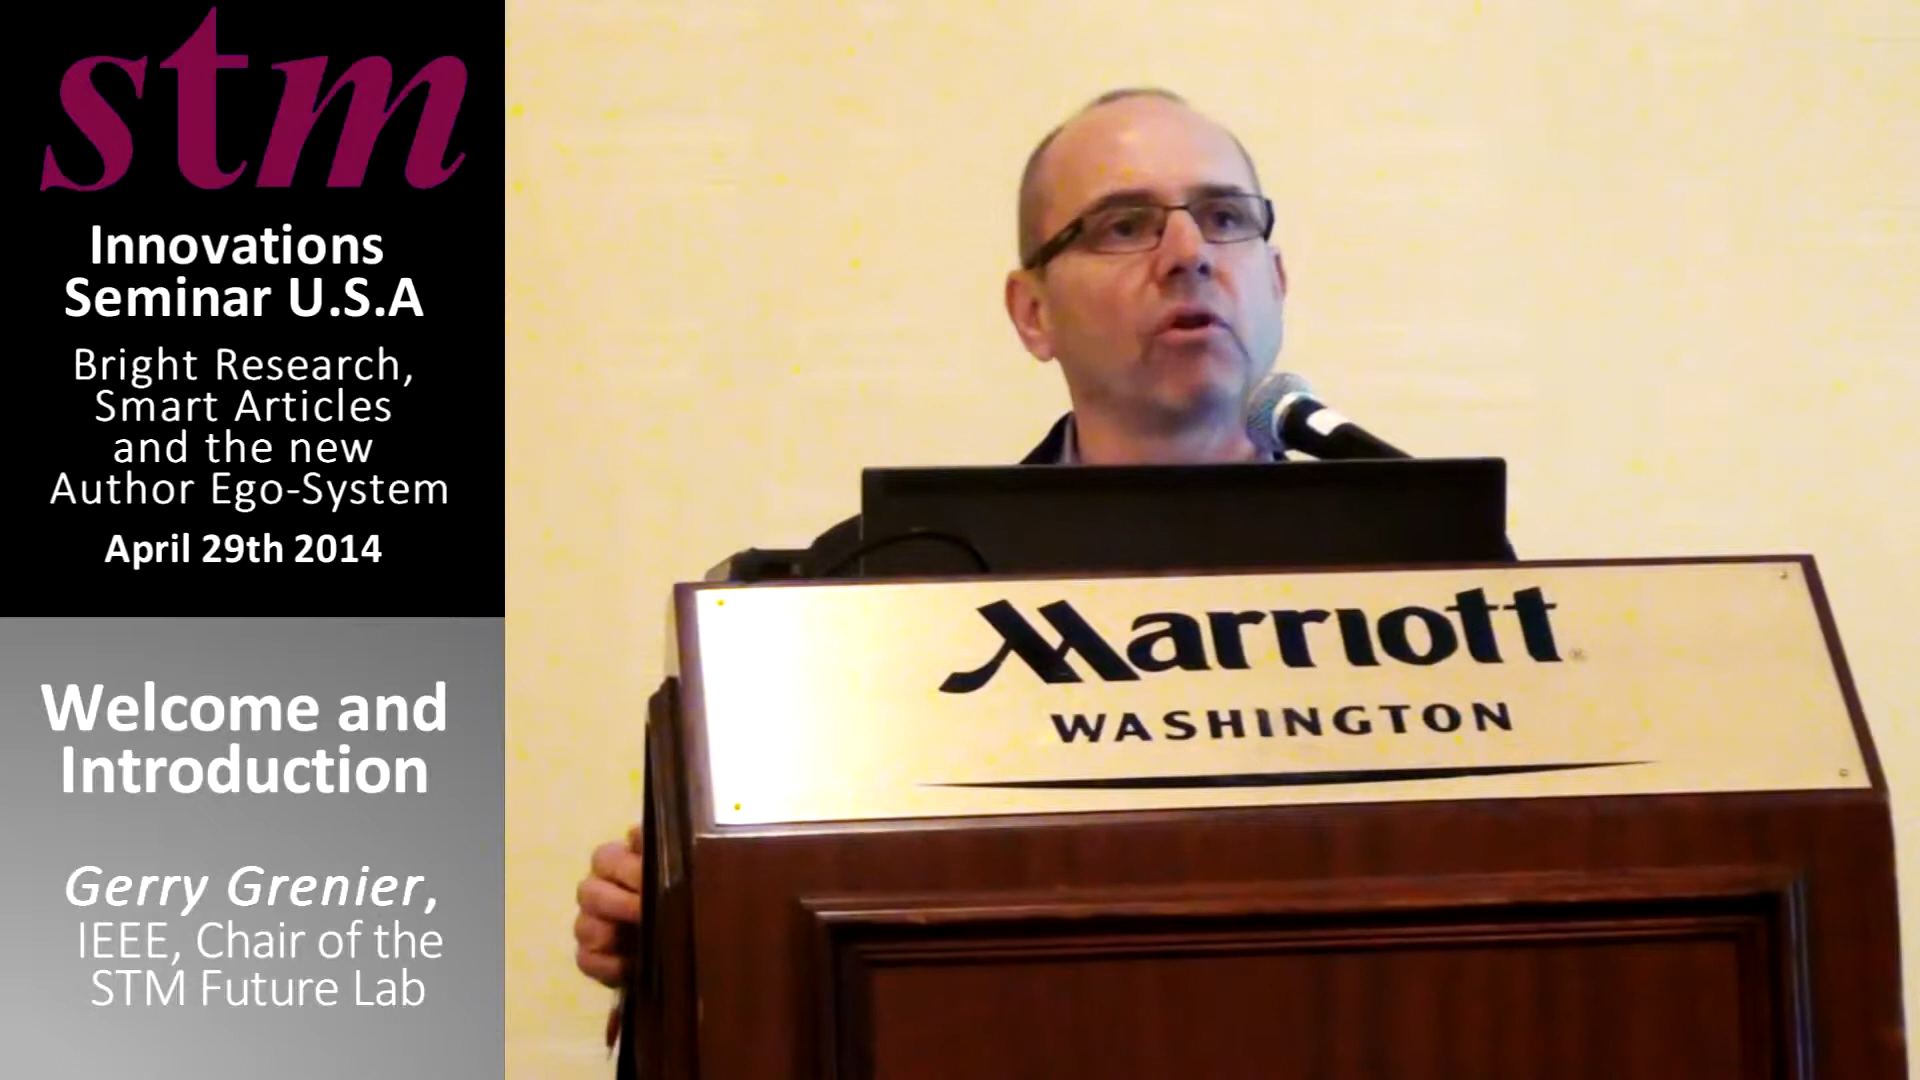 stm
Innovations
Seminar U.S.A
Bright Research,
Smart Articles
and the new
Author Ego-System
April 29th 2014
Welcome and
Introduction
Gerry Grenier,
IEEE, Chair of the
STM Future Lab
Marriott®
WASHINGTON